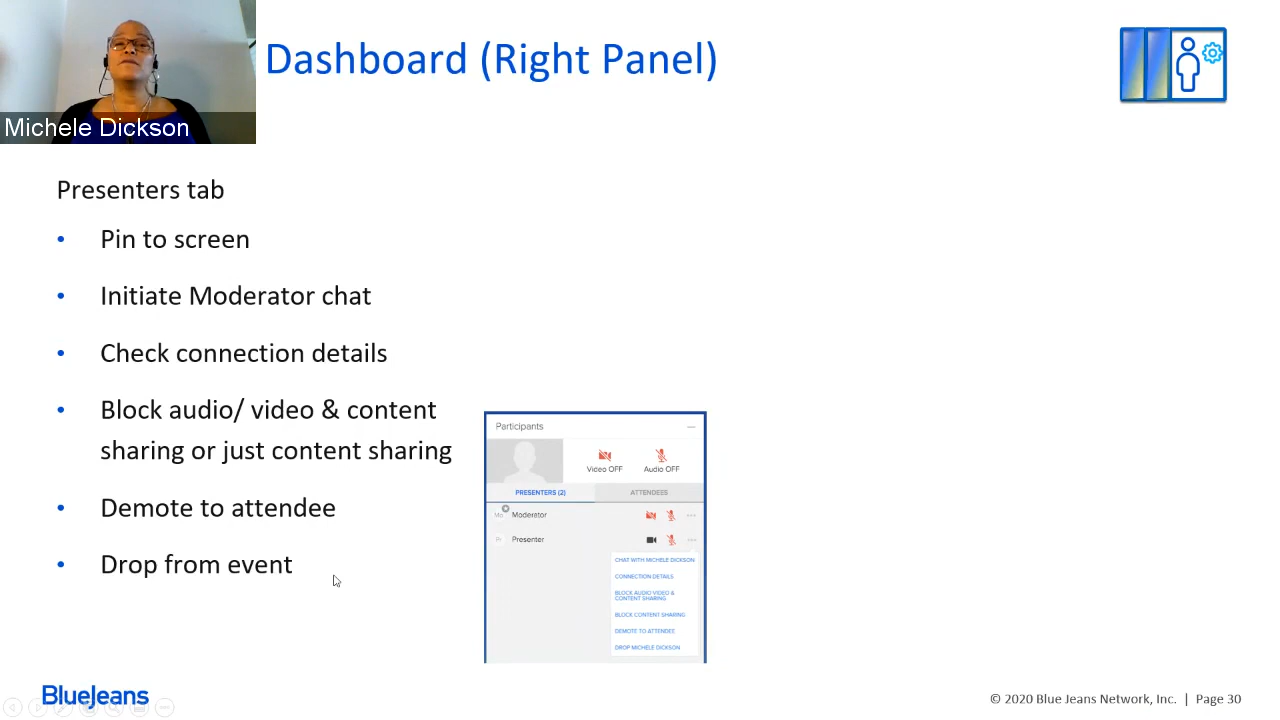 Dashboard (Right Panel)
Michele Dickson
Presenters tab
• Pin to screen
• Initiate Moderator chat
• Check connection details
• Block audio/ video & content
sharing or just content sharing
• Demote to attendee
• Drop from event
Participants
Video OFF Audio OFF
PRESENTERS (2) ATTENDEES
Mo Moderator
Pr Presenter
CHAT WITH MICHELE DICKSON
CONNECTION DETAILS
BLOCK AUDIO VIDEO &
CONTENT SHARING
BLOCK CONTENT SHARING
DEMOTE TO ATTENDEE
DROP MICHELE DICKSON
BlueJeans
© 2020 Blue Jeans Network, Inc. | Page 30